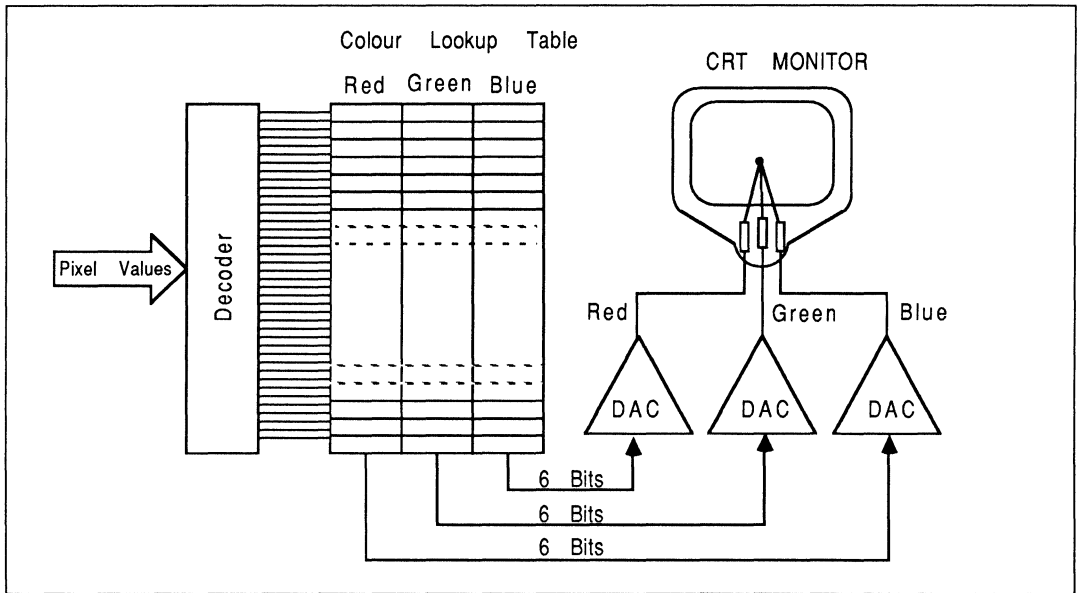 Colour Lookup Table
Red Green Blue
CRT MONITOR
Pixel Values
Decoder
Red
Green
Blue
DAC
DAC
DAC
6 Bits
6 Bits
6 Bits